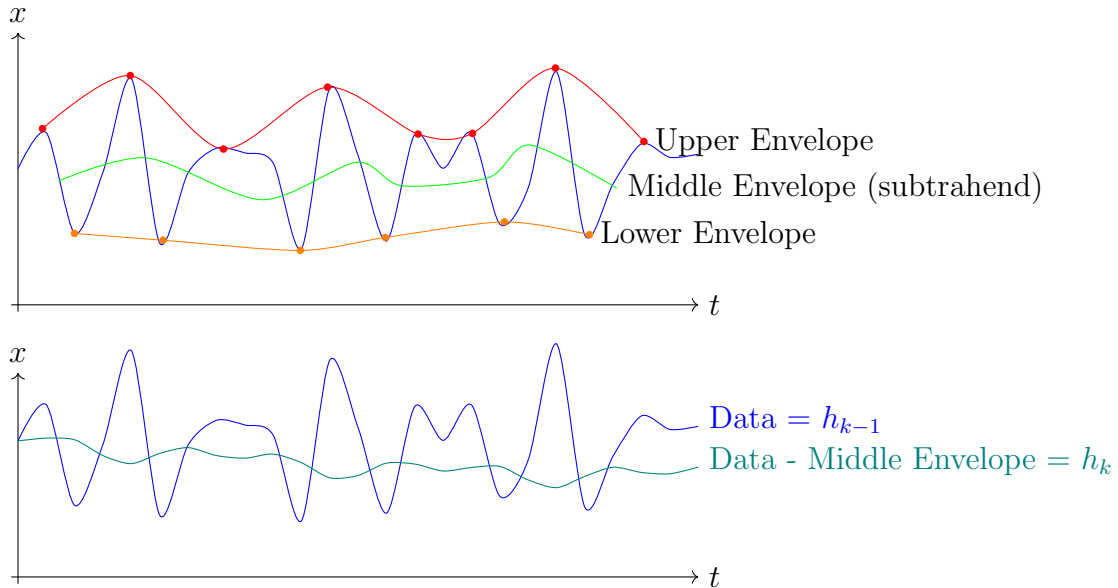 x
Upper Envelope
Middle Envelope (subtrahend)
Lower Envelope
t
x
Data = h_{k-1}
Data - Middle Envelope = h_k
t